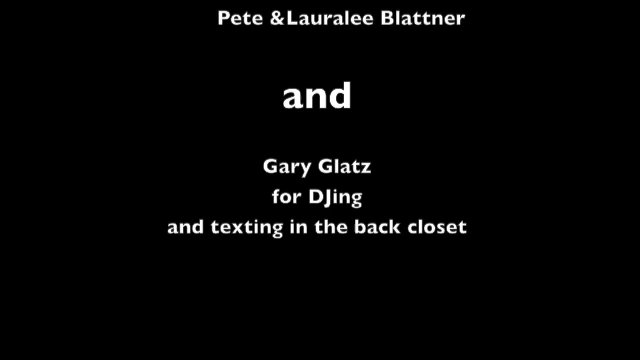 Pete &Lauralee Blattner
and
Gary Glatz
for DJing
and texting in the back closet